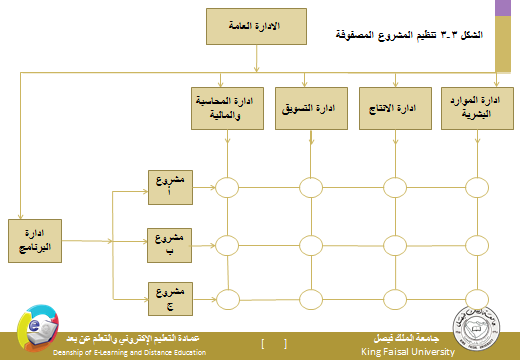 الشكل ٣-٣ تنظيم المشروع المصفوفة
الادارة العامة
ادارة الموارد
البشرية
ادارة الانتاج
ادارة التسويق
ادارة المحاسبة
والمالية
مشروع
أ
مشروع
ب
مشروع
ج
ادارة
البرنامج
جامعة الملك فيصل
King Faisal University
[ ]
عمادة التعليم الإلكتروني والتعلم عن بعد
Deanship of E-Learning and Distance Education